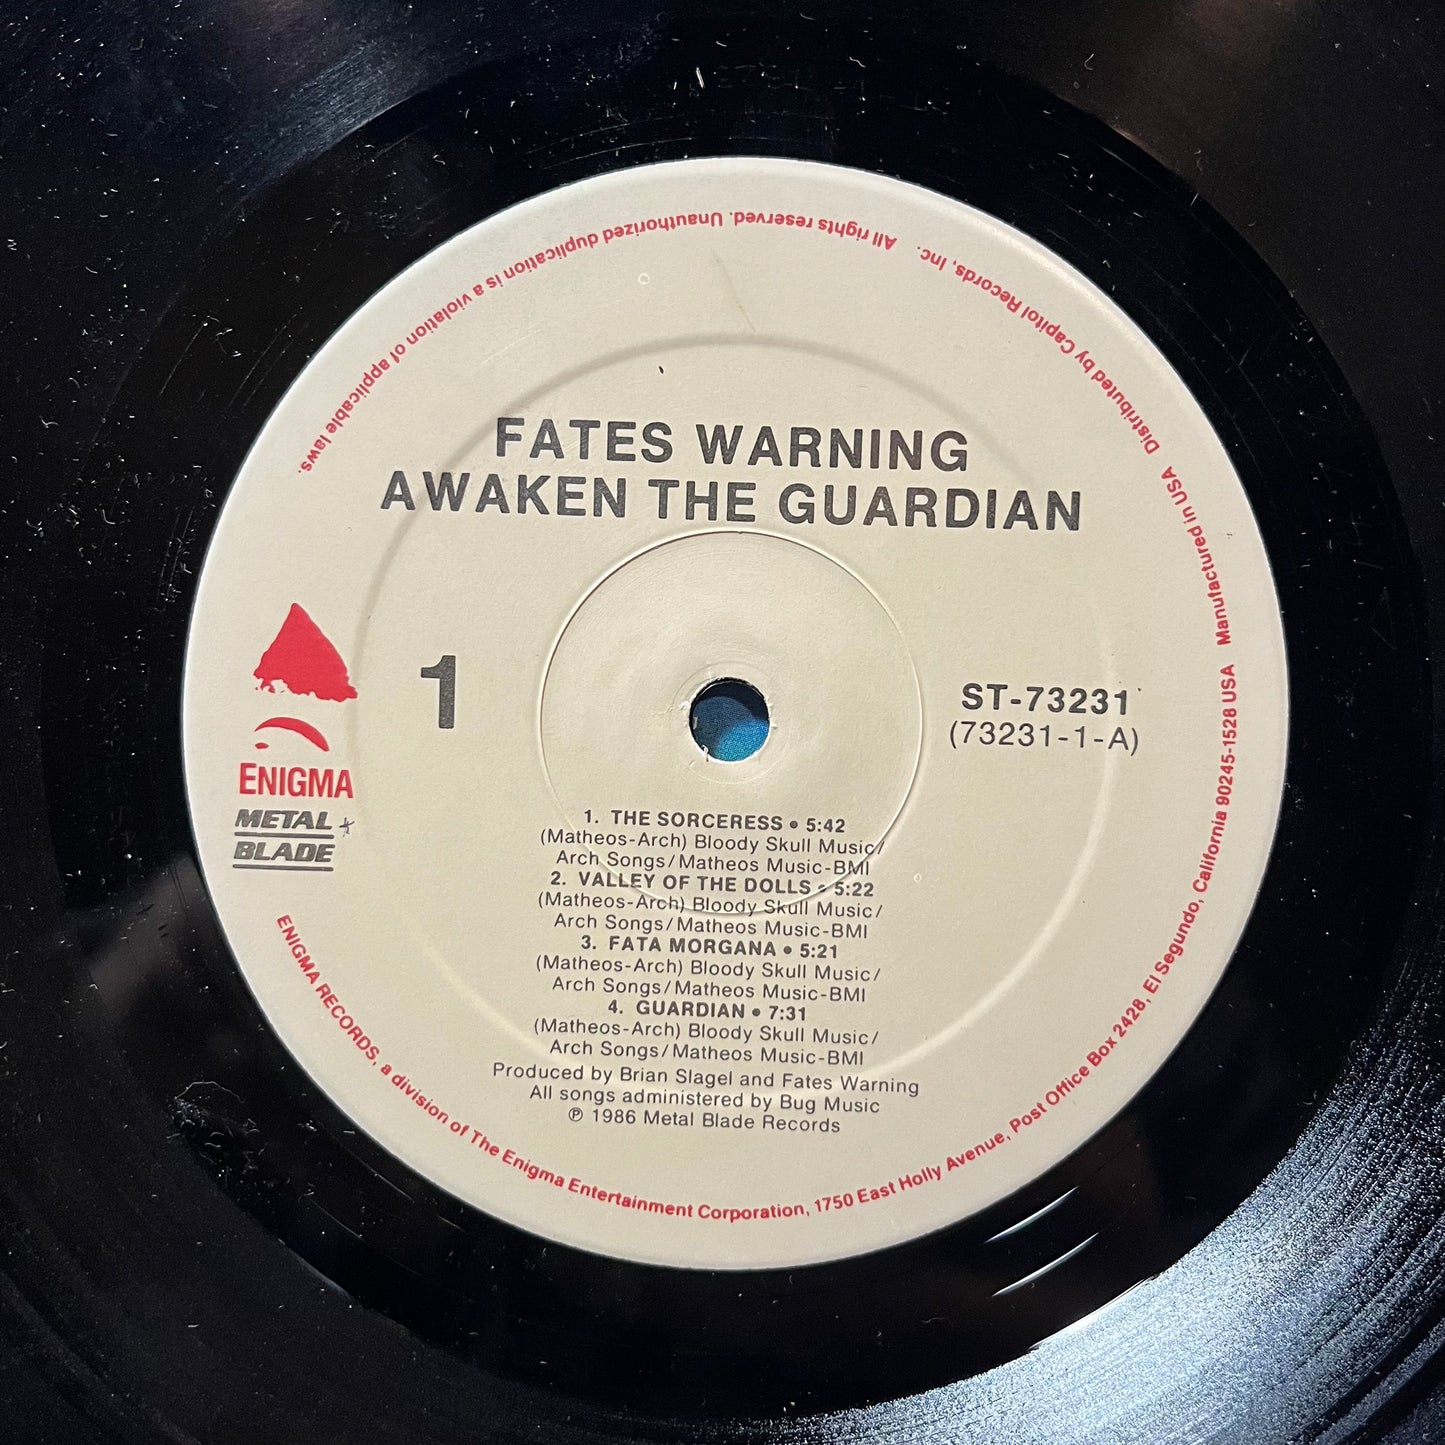 FATES WARNING
AWAKEN THE GUARDIAN
1
ST-73231
(73231-1-A)
ENIGMA
METAL
BLADE
1. THE SORCERESS • 5:42
(Matheos-Arch) Bloody Skull Music/
Arch Songs/Matheos Music-BMI
2. VALLEY OF THE DOLLS • 5:22
(Matheos-Arch) Bloody Skull Music/
Arch Songs/Matheos Music-BMI
3. FATA MORGANA • 5:21
(Matheos-Arch) Bloody Skull Music/
Arch Songs/Matheos Music-BMI
4. GUARDIAN • 7:31
(Matheos-Arch) Bloody Skull Music/
Arch Songs/Matheos Music-BMI
Produced by Brian Slagel and Fates Warning
All songs administered by Bug Music
℗ 1986 Metal Blade Records
ENIGMA RECORDS, a division of The Enigma Entertainment Corporation, 1750 East Holly Avenue, Post Office Box 2428, El Segundo, California 90245-1528 USA Manufactured in USA Distributed by Capitol Records, Inc. All rights reserved. Unauthorized duplication is a violation of applicable laws.